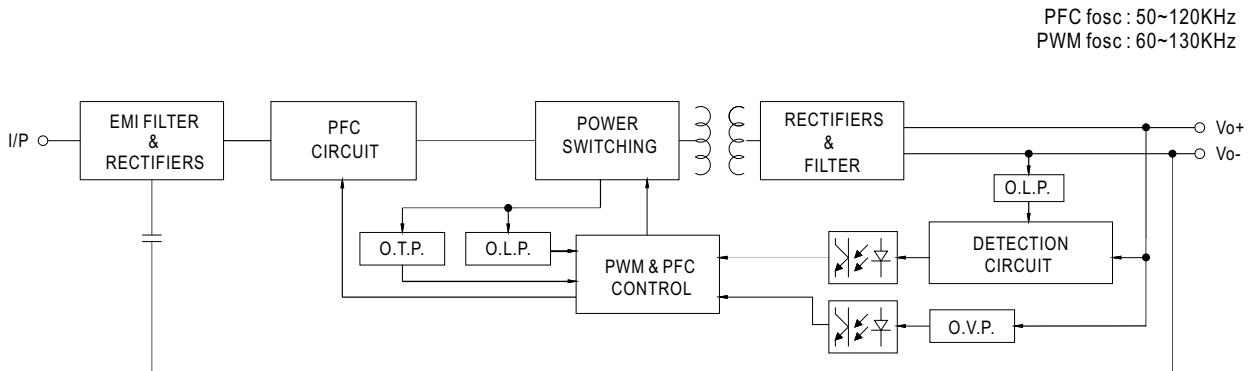 PFC fosc : 50~120KHz
PWM fosc : 60~130KHz
I/P
EMI FILTER
&
RECTIFIERS
PFC
CIRCUIT
POWER
SWITCHING
RECTIFIERS
&
FILTER
Vo+
Vo-
O.L.P.
O.T.P.
O.L.P.
PWM & PFC
CONTROL
DETECTION
CIRCUIT
O.V.P.